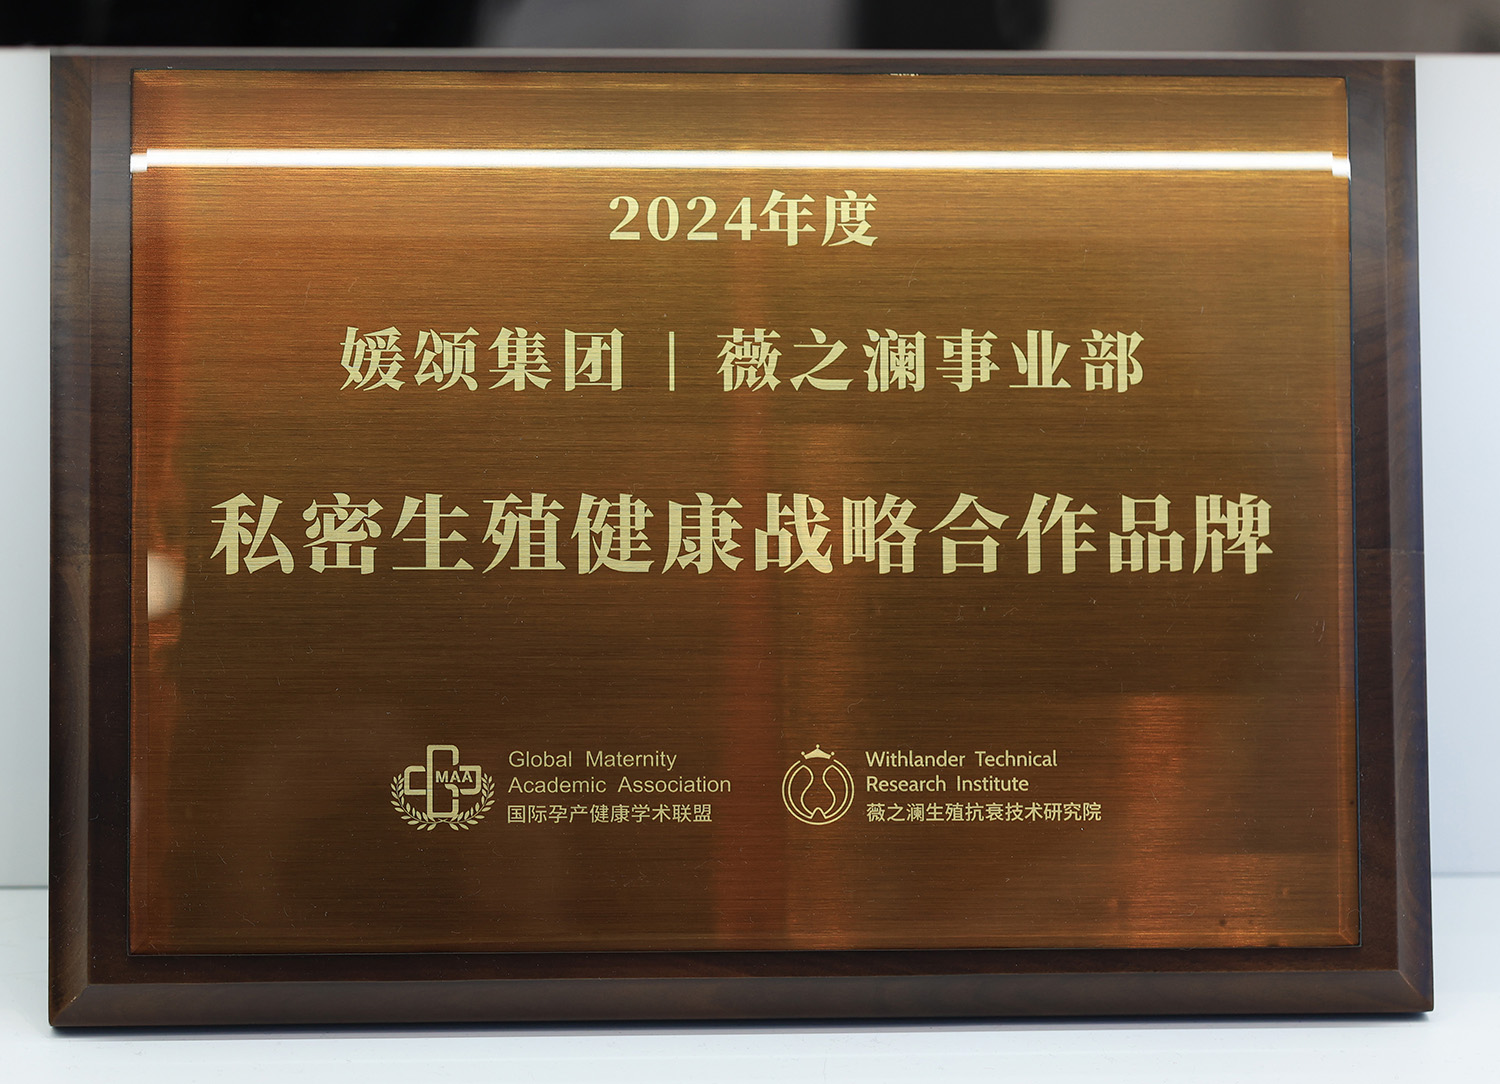 2024年度
媛颂集团 | 薇之澜事业部
私密生殖健康战略合作品牌
MAA
Global Maternity
Academic Association
国际孕产健康学术联盟
Withlander Technical
Research Institute
薇之澜生殖抗衰技术研究院